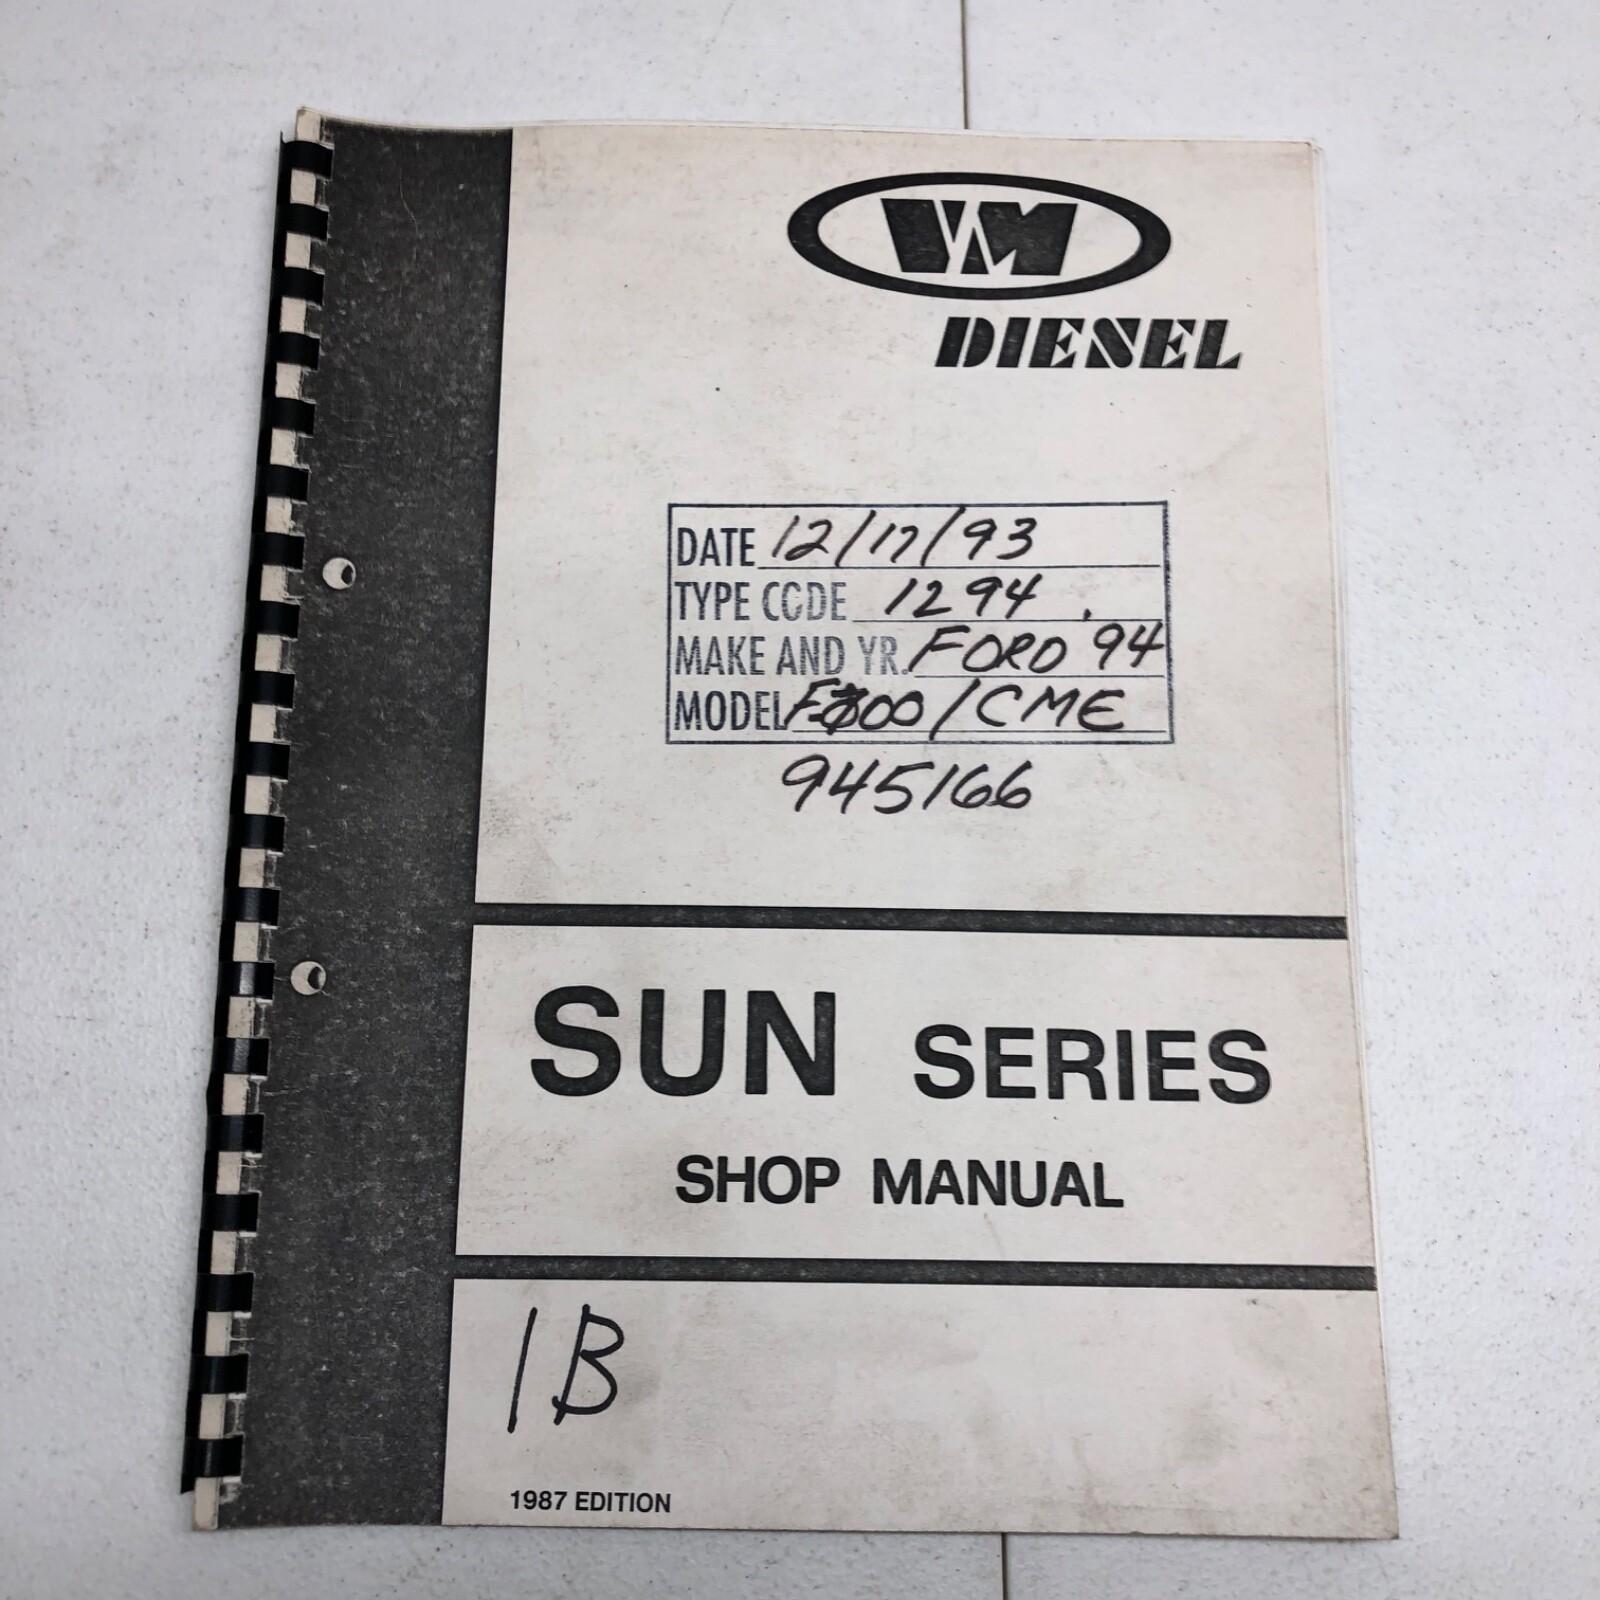 VM
DIESEL
DATE 12/17/93
TYPE CODE 1294
MAKE AND YR. FORD '94
MODEL /CME
945166
SUN SERIES
SHOP MANUAL
1B
1987 EDITION